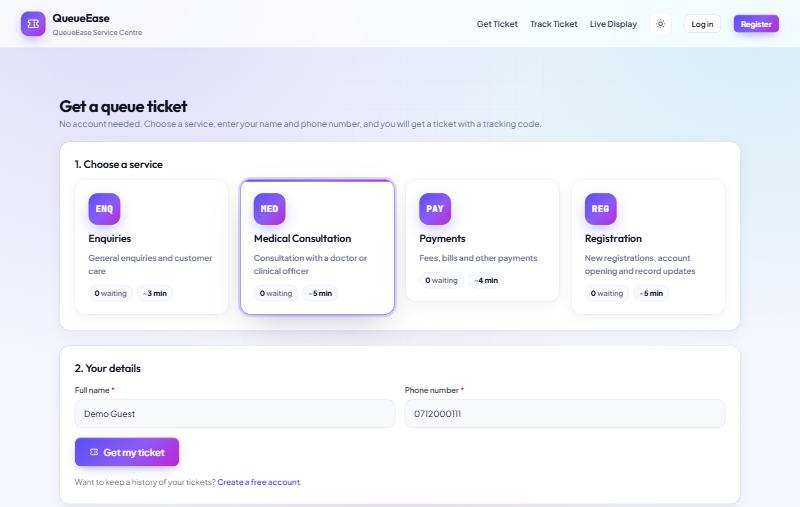 QueueEase
QueueEase Service Centre
Get Ticket
Track Ticket
Live Display
Log in
Register
Get a queue ticket
No account needed. Choose a service, enter your name and phone number, and you will get a ticket with a tracking code.
1. Choose a service
ENQ
Enquiries
General enquiries and customer
care
0 waiting
~3 min
MED
Medical Consultation
Consultation with a doctor or
clinical officer
0 waiting
~5 min
PAY
Payments
Fees, bills and other payments
0 waiting
~4 min
REG
Registration
New registrations, account
opening and record updates
0 waiting
~5 min
2. Your details
Full name *
Demo Guest
Phone number *
0712000111
Get my ticket
Want to keep a history of your tickets? Create a free account.